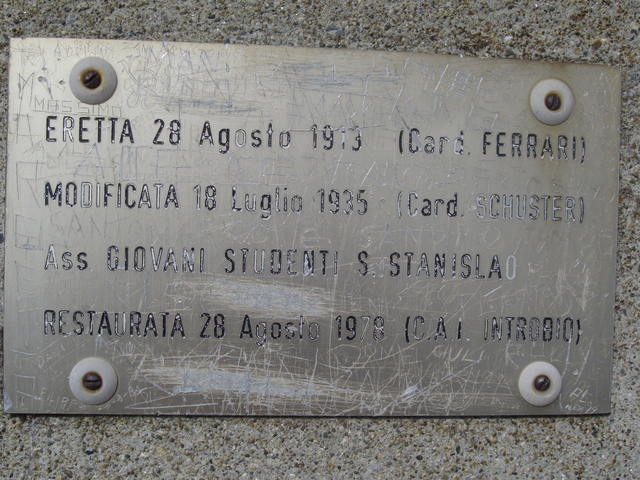 ERETTA 28 Agosto 1913 (Card. FERRARI)
MODIFICATA 18 Luglio 1935 (Card. SCHUSTER)
Ass. GIOVANI STUDENTI S. STANISLAO
RESTAURATA 28 Agosto 1978 (C.A.I. INTROBIO)